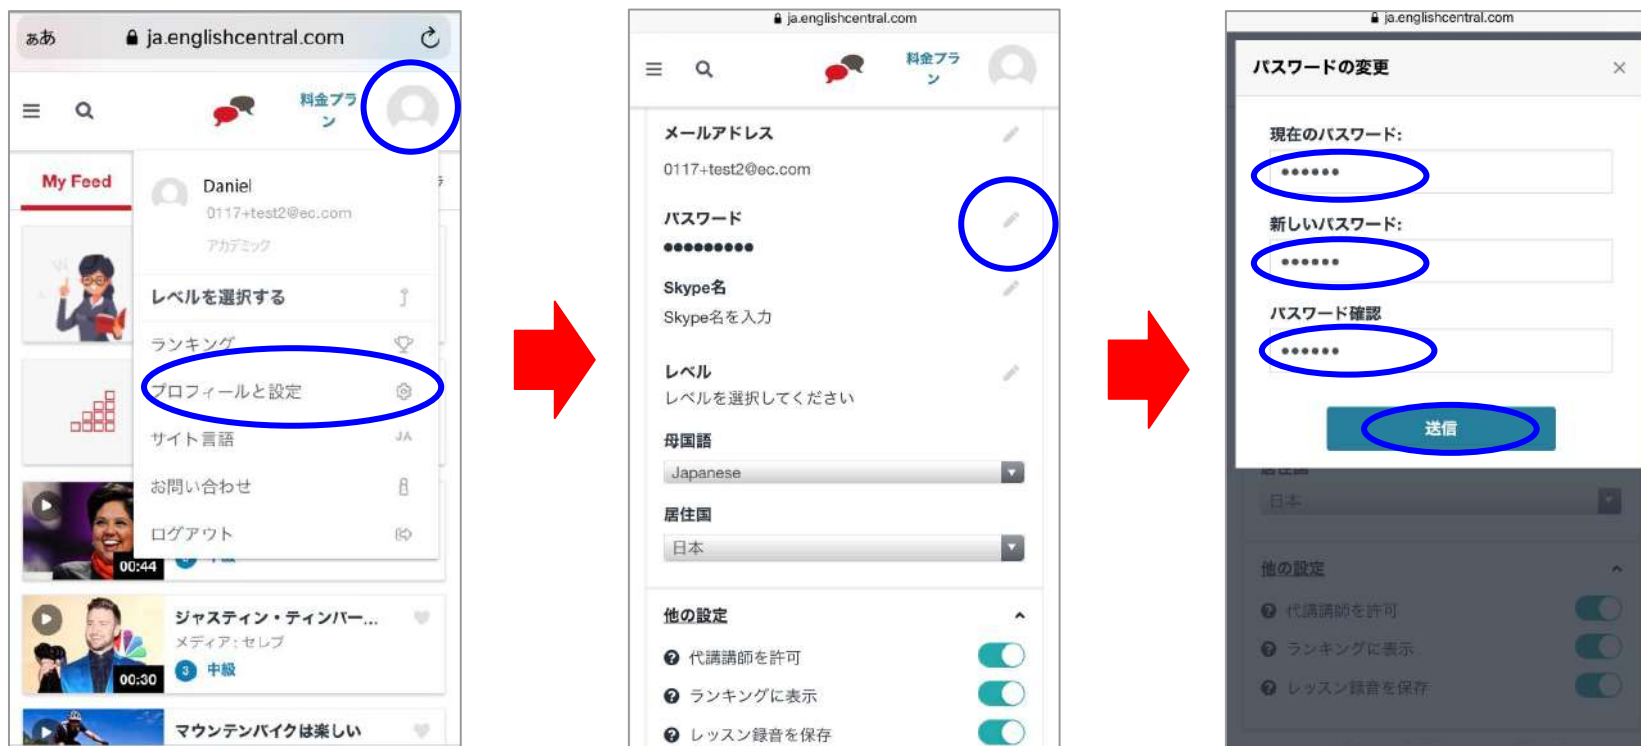 ああ
ja.englishcentral.com
料金プラ
ン
My Feed
Daniel
0117+test2@ec.com
アカデミック
レベルを選択する
ランキング
プロフィールと設定
サイト言語
JA
お問い合わせ
ログアウト
00:44
ジャスティン・ティンバー...
メディア:セレブ
3 中級
00:30
マウンテンバイクは楽しい
ja.englishcentral.com
料金プラ
ン
メールアドレス
0117+test2@ec.com
パスワード
•••••••••
Skype名
Skype名を入力
レベル
レベルを選択してください
母国語
Japanese
居住国
日本
他の設定
代講講師を許可
ランキングに表示
レッスン録音を保存
ja.englishcentral.com
パスワードの変更
×
現在のパスワード:
••••••
新しいパスワード:
••••••
パスワード確認
••••••
送信
日本
他の設定
代講講師を許可
ランキングに表示
レッスン録音を保存